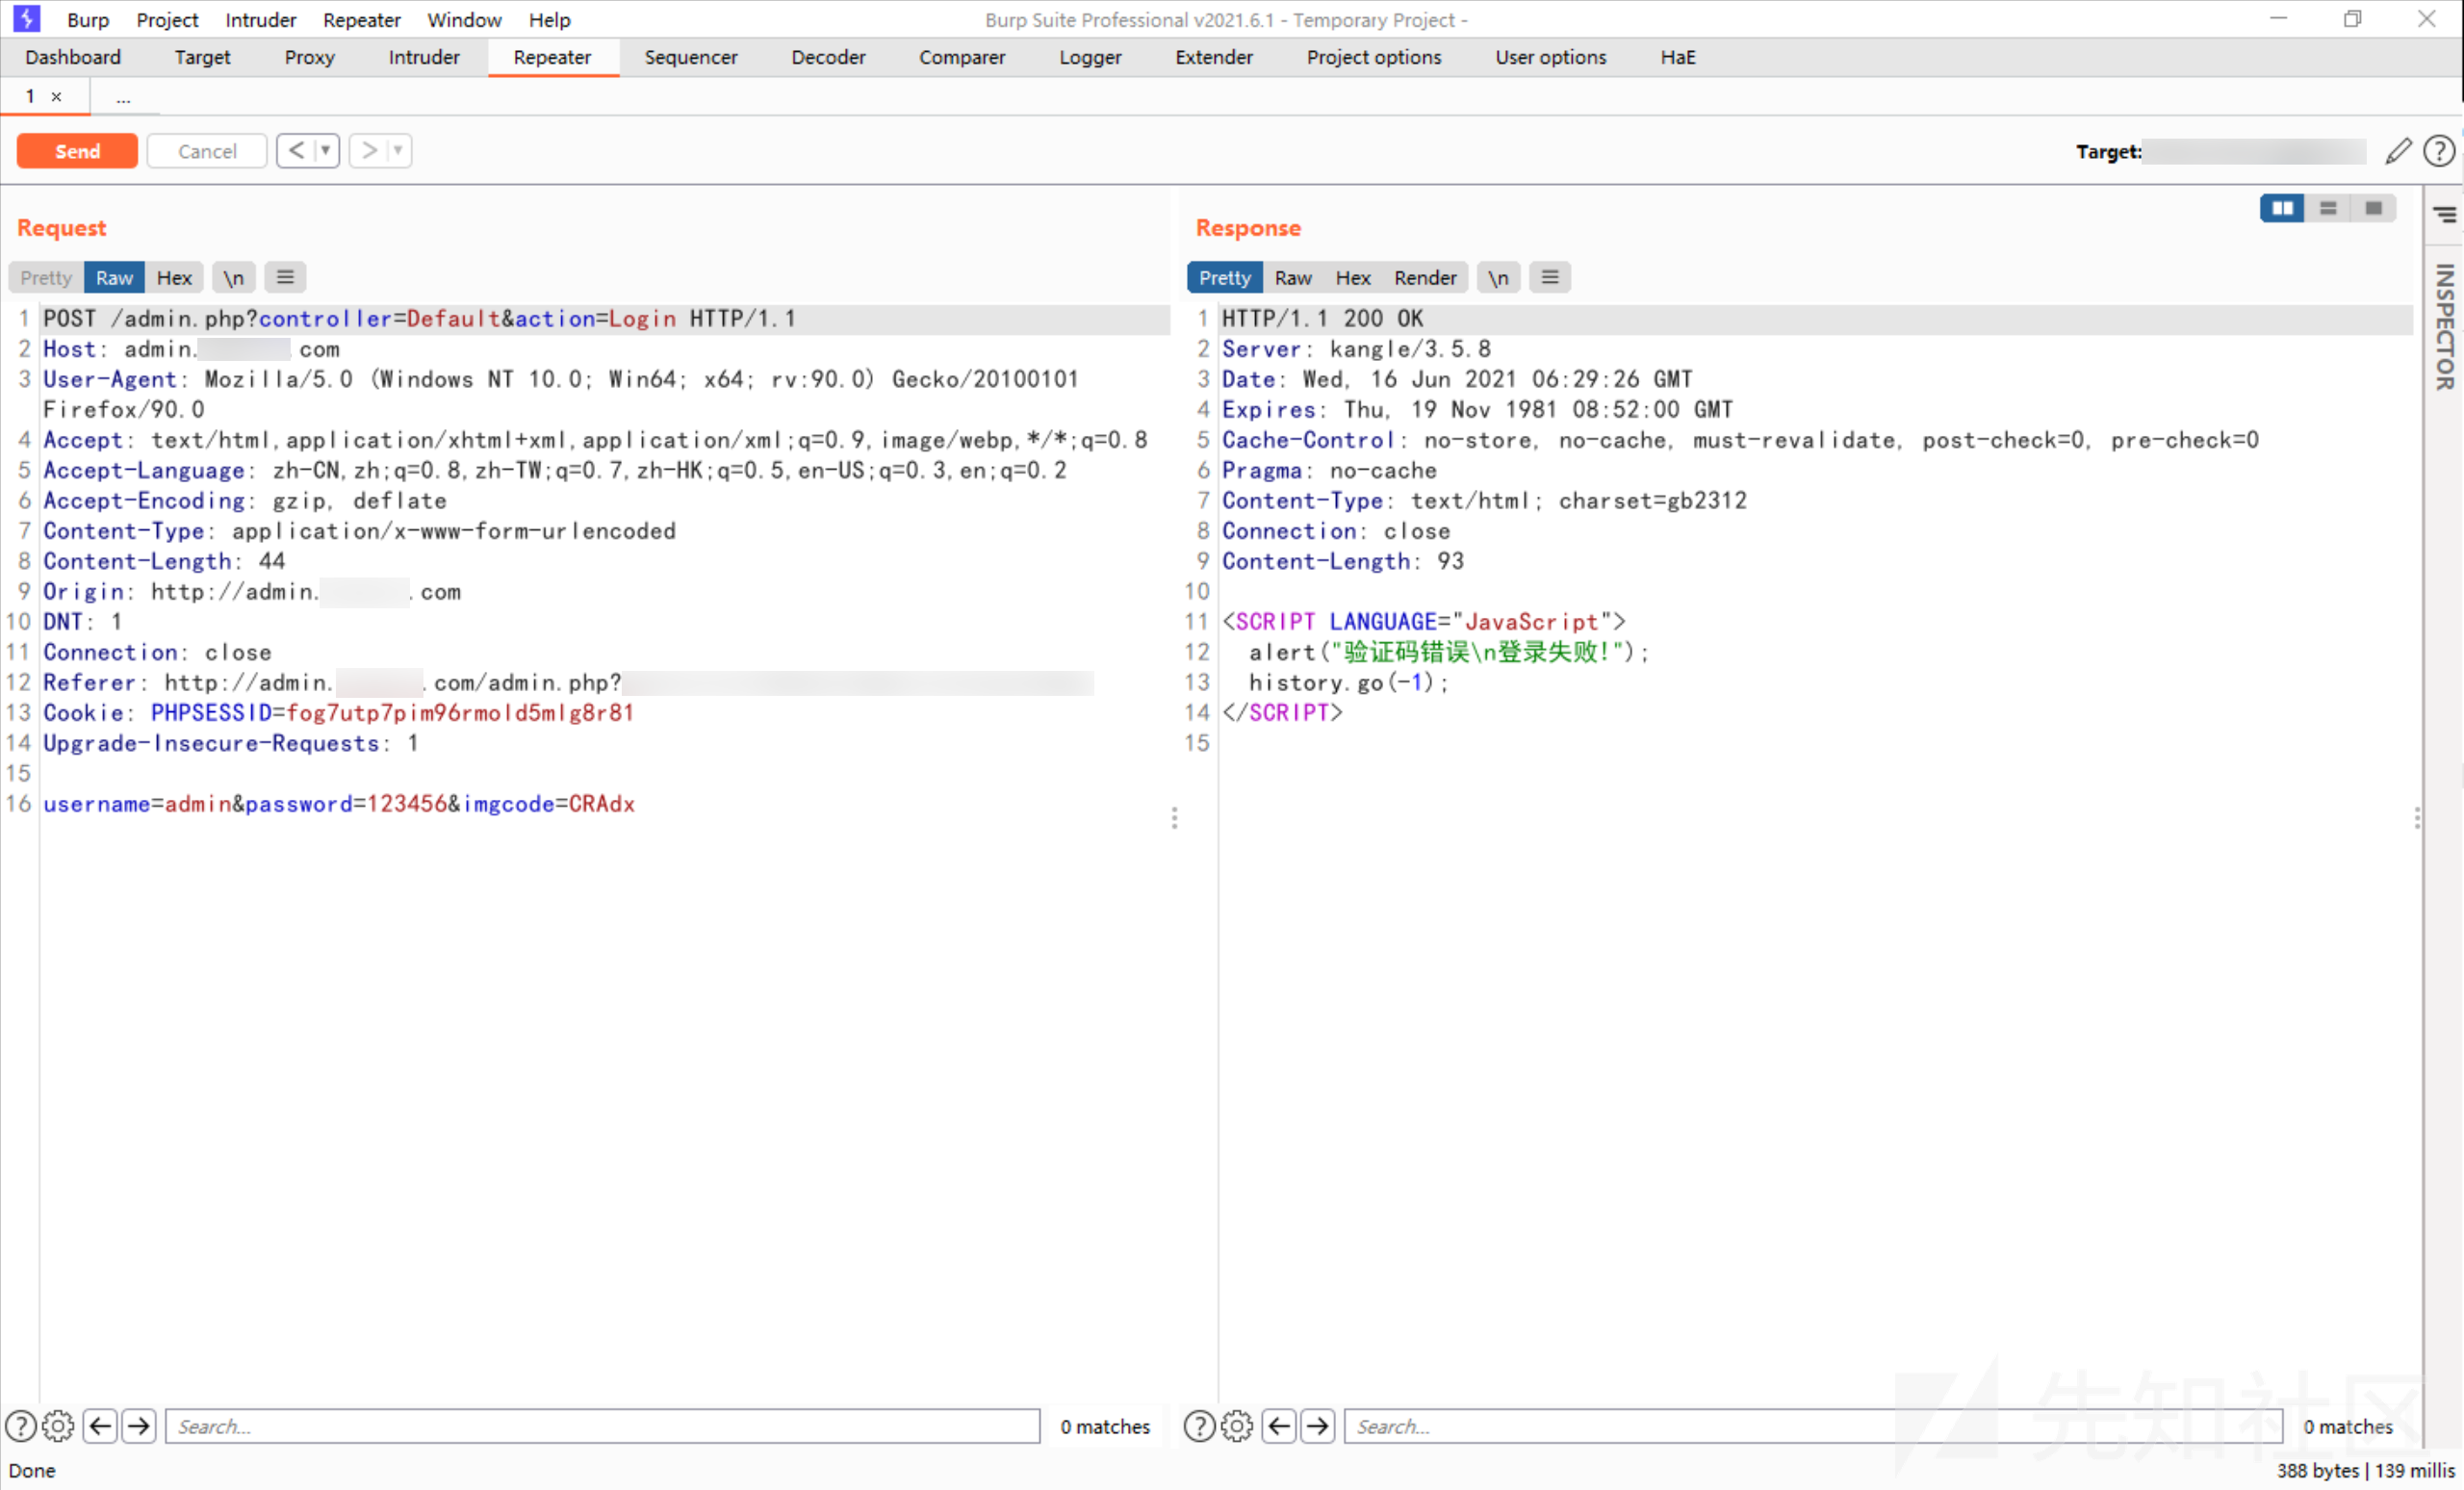 Burp Project Intruder Repeater Window Help
Burp Suite Professional v2021.6.1 - Temporary Project -
Dashboard Target Proxy Intruder Repeater Sequencer Decoder Comparer Logger Extender Project options User options HaE
1 × ...
Send Cancel < > Target: ?
Request
Pretty Raw Hex \n
1 POST /admin.php?controller=Default&action=Login HTTP/1.1
2 Host: admin. com
3 User-Agent: Mozilla/5.0 (Windows NT 10.0; Win64; x64; rv:90.0) Gecko/20100101
Firefox/90.0
4 Accept: text/html,application/xhtml+xml,application/xml;q=0.9,image/webp,*/*;q=0.8
5 Accept-Language: zh-CN,zh;q=0.8,zh-TW;q=0.7,zh-HK;q=0.5,en-US;q=0.3,en;q=0.2
6 Accept-Encoding: gzip, deflate
7 Content-Type: application/x-www-form-urlencoded
8 Content-Length: 44
9 Origin: http://admin. .com
10 DNT: 1
11 Connection: close
12 Referer: http://admin. .com/admin.php?
13 Cookie: PHPSESSID=fog7utp7pim96rmold5mlg8r81
14 Upgrade-Insecure-Requests: 1
15
16 username=admin&password=123456&imgcode=CRAdx
? Search... 0 matches
Response
Pretty Raw Hex Render \n
1 HTTP/1.1 200 OK
2 Server: kangle/3.5.8
3 Date: Wed, 16 Jun 2021 06:29:26 GMT
4 Expires: Thu, 19 Nov 1981 08:52:00 GMT
5 Cache-Control: no-store, no-cache, must-revalidate, post-check=0, pre-check=0
6 Pragma: no-cache
7 Content-Type: text/html; charset=gb2312
8 Connection: close
9 Content-Length: 93
10
11 <SCRIPT LANGUAGE="JavaScript">
12 alert("验证码错误\n登录失败!");
13 history.go(-1);
14 </SCRIPT>
15
? Search... 0 matches
INSPECTOR
先知社区
Done
388 bytes | 139 millis